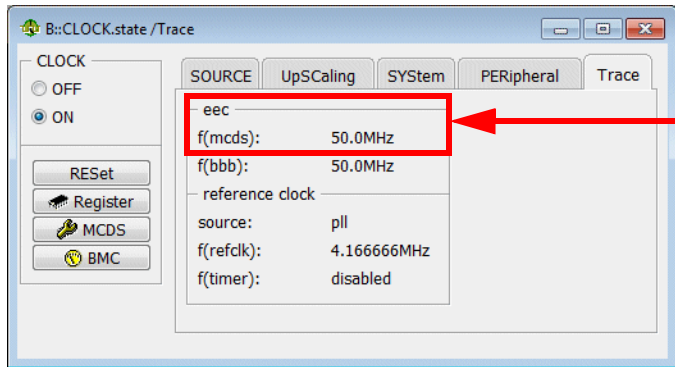 B::CLOCK.state /Trace
CLOCK
OFF
ON
RESet
Register
MCDS
BMC
SOURCE UpSCaling SYStem PERipheral Trace
eec
f(mcds): 50.0MHz
f(bbb): 50.0MHz
reference clock
source: pll
f(refclk): 4.166666MHz
f(timer): disabled